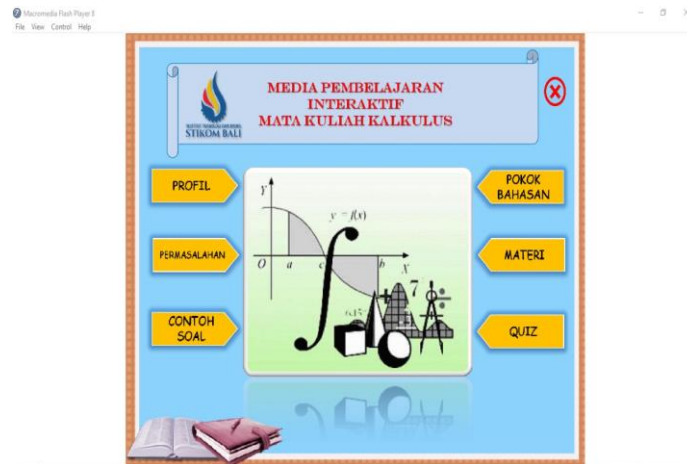 Macromedia Flash Player 8
File View Control Help
STIKOM BALI
MEDIA PEMBELAJARAN
INTERAKTIF
MATA KULIAH KALKULUS
PROFIL
PERMASALAHAN
CONTOH
SOAL
Y
y = f(x)
O a c b X
7
POKOK
BAHASAN
MATERI
QUIZ